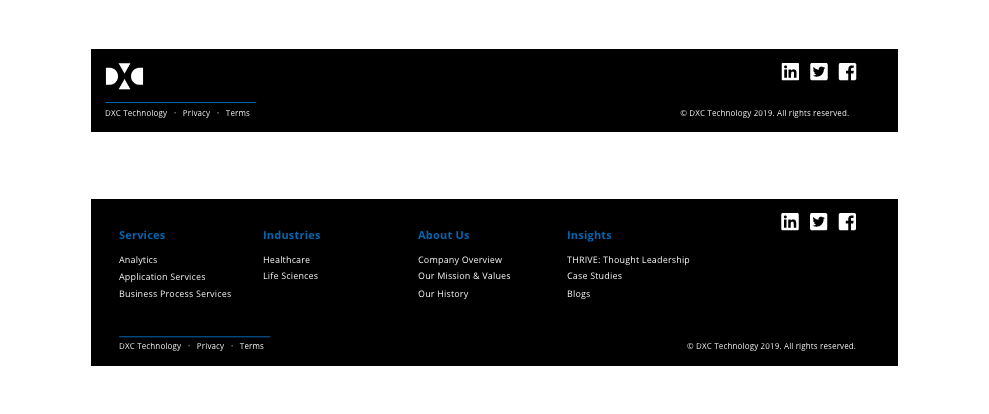 DXC
in
DXC Technology · Privacy · Terms
© DXC Technology 2019. All rights reserved.
in
Services
Analytics
Application Services
Business Process Services
Industries
Healthcare
Life Sciences
About Us
Company Overview
Our Mission & Values
Our History
Insights
THRIVE: Thought Leadership
Case Studies
Blogs
DXC Technology · Privacy · Terms
© DXC Technology 2019. All rights reserved.